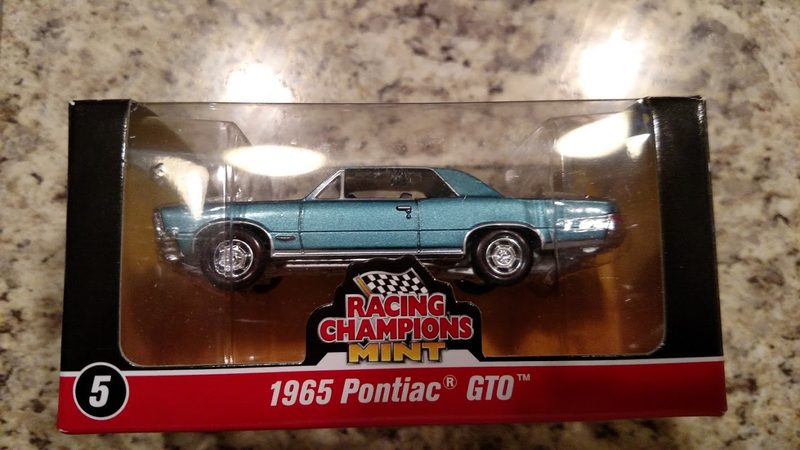 RACING
CHAMPIONS
MINT
5
1965 Pontiac® GTO™